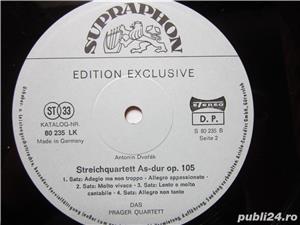 SUPRAPHON
EDITION EXCLUSIVE
ST 33
KATALOG-NR.
80 235 LK
Made in Germany
STEREO
D. P.
S 80 235 B
Seite 2
Antonín Dvořák
Streichquartett As-dur op. 105
1. Satz: Adagio ma non troppo - Allegro appassionato -
2. Satz: Molto vivace - 3. Satz: Lento e molto
cantabile - 4. Satz: Allegro non tanto
DAS
PRAGER QUARTETT
publi24.ro